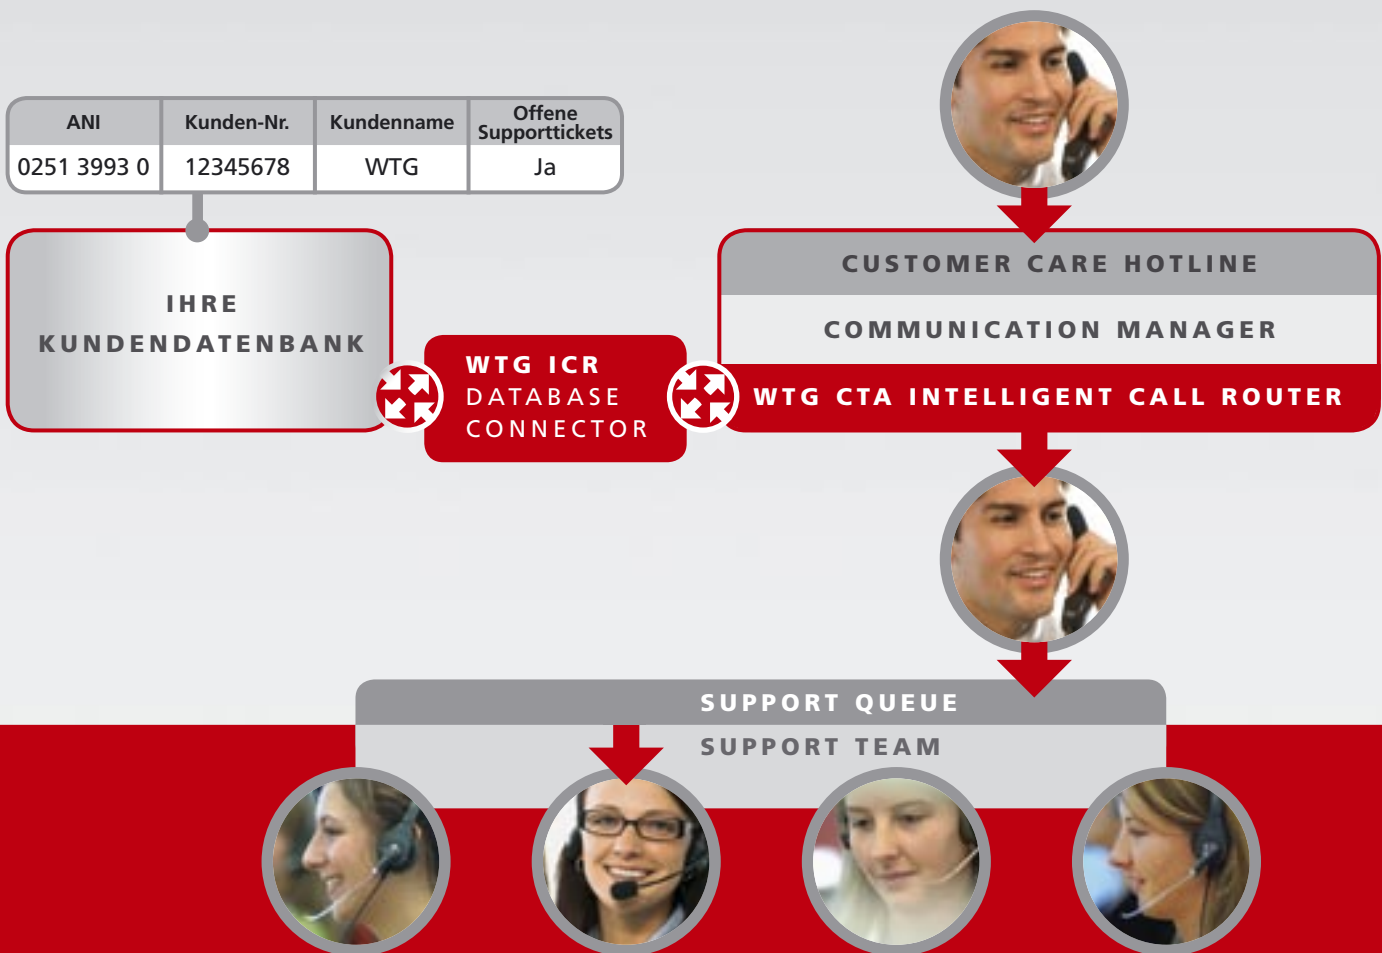 ANI Kunden-Nr. Kundenname Offene
Supporttickets
0251 3993 0 12345678 WTG Ja
IHRE
KUNDENDATENBANK
WTG ICR
DATABASE
CONNECTOR
CUSTOMER CARE HOTLINE
COMMUNICATION MANAGER
WTG CTA INTELLIGENT CALL ROUTER
SUPPORT QUEUE
SUPPORT TEAM